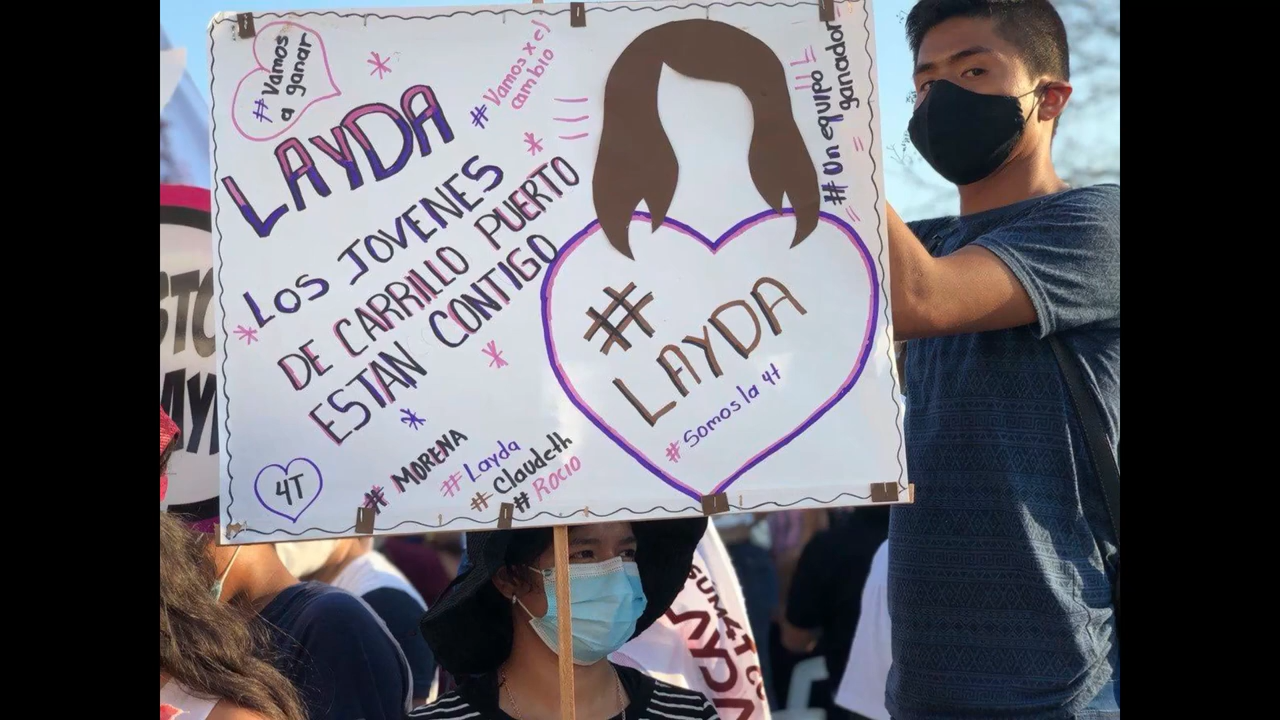 #Vamos
a ganar
LAYDA
#Vamos x el
cambio
LOS JOVENES
DE CARRILLO PUERTO
ESTAN CONTIGO
4T
# MORENA
#Layda
#Claudeth
#ROCIO
#Un equipo
ganador
#
LAYDA
#Somos la 4t
SUM4T